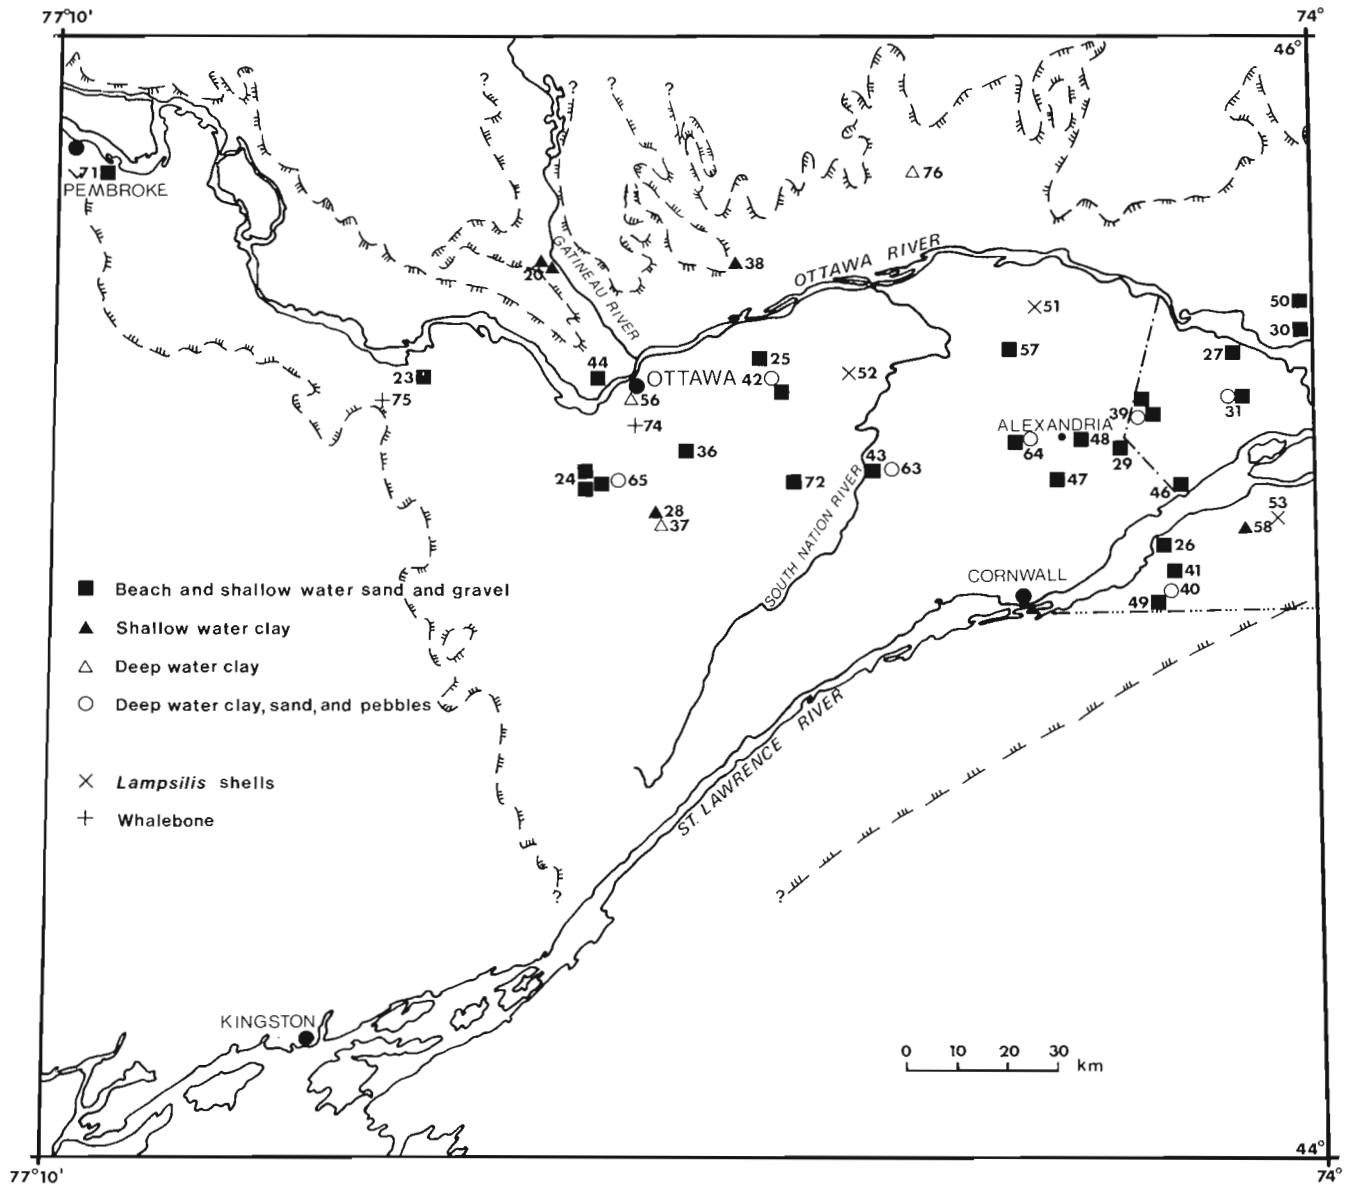 77°10' 74°
46°
? ? ? ?
71
PEMBROKE
76
GATINEAU RIVER
20
38
OTTAWA RIVER
50
51
30
57
27
25
44
OTTAWA
42
52
23
75
56
39
31
74
ALEXANDRIA
48
64
29
36
43
63
24
65
72
47
46
28
37
53
58
SOUTH NATION RIVER
26
41
40
49
CORNWALL
Beach and shallow water sand and gravel
Shallow water clay
Deep water clay
Deep water clay, sand, and pebbles
Lampsilis shells
Whalebone
ST. LAWRENCE RIVER
? ?
KINGSTON
0 10 20 30 km
44°
77°10' 74°